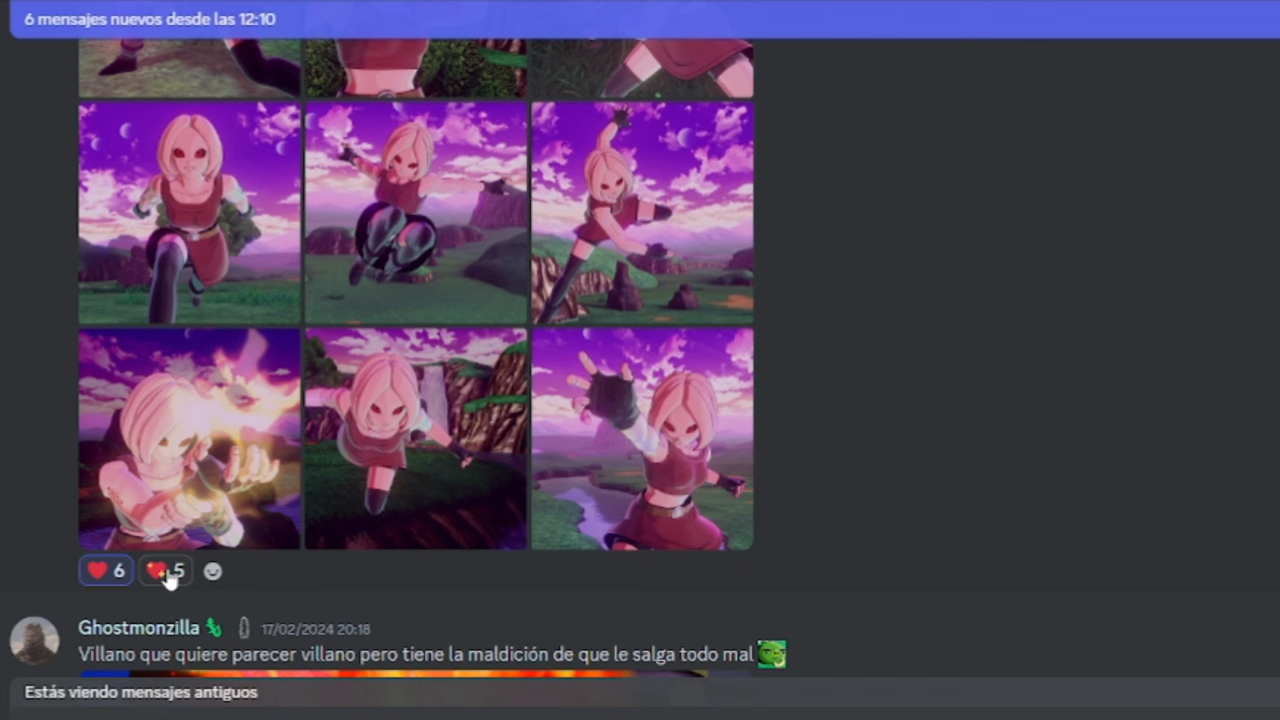 6 mensajes nuevos desde las 12:10
6 5
Ghostmonzilla 17/02/2024 20:18
Villano que quiere parecer villano pero tiene la maldición de que le salga todo mal
Estás viendo mensajes antiguos